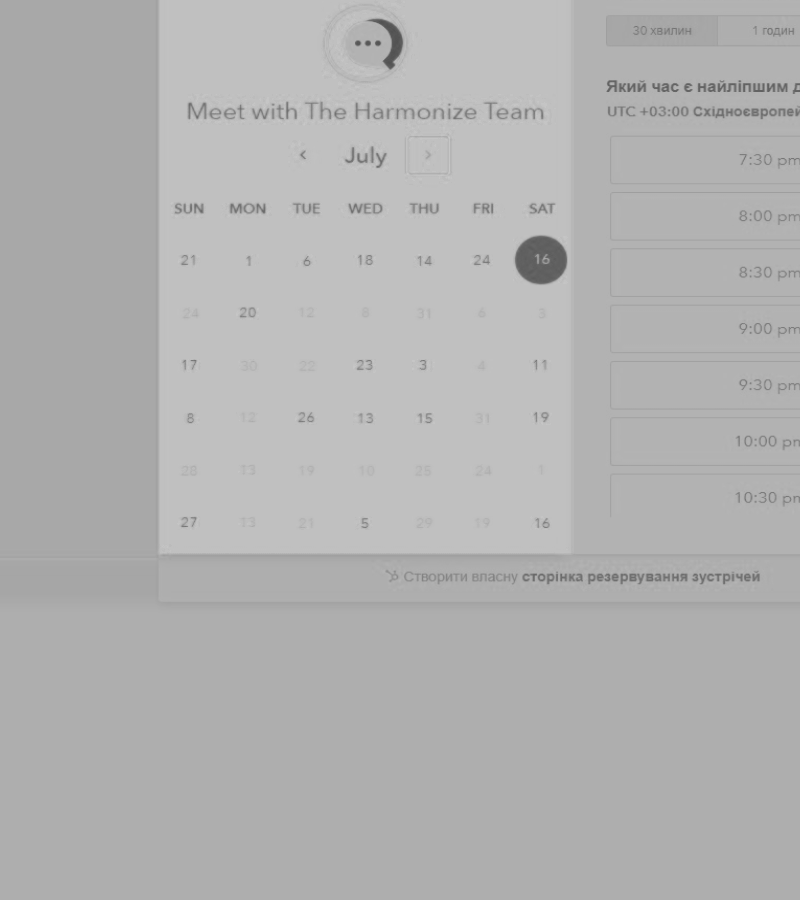 Meet with The Harmonize Team
July
SUN MON TUE WED THU FRI SAT
21 1 6 18 14 24 16
24 20 12 8 31 6 3
17 30 22 23 3 4 11
8 12 26 13 15 31 19
28 13 19 10 25 24 1
27 13 21 5 29 19 16
30 хвилин 1 годин
Який час є найліпшим д
UTC +03:00 Східноєвропей
7:30 pm
8:00 pm
8:30 pm
9:00 pm
9:30 pm
10:00 pm
10:30 pm
Створити власну сторінка резервування зустрічей